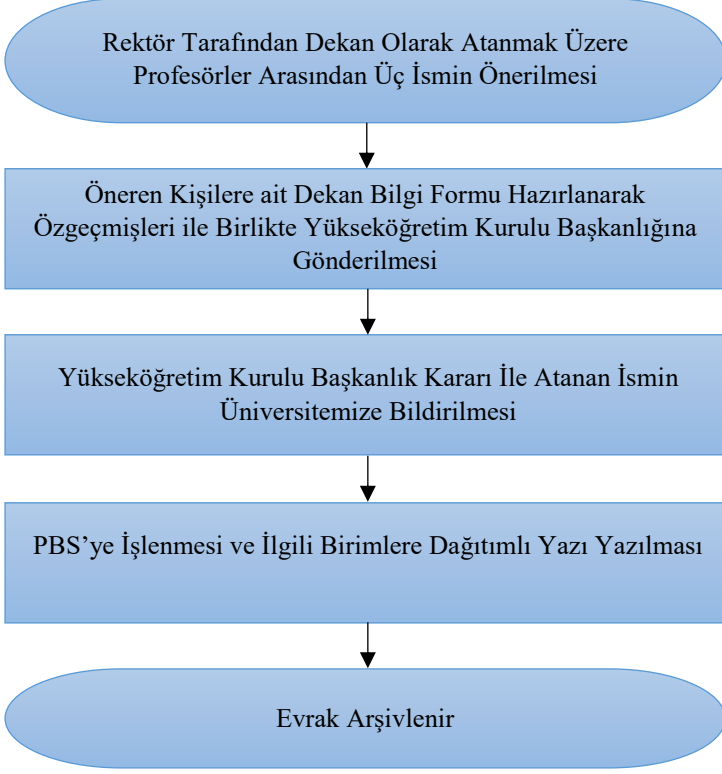 Rektör Tarafından Dekan Olarak Atanmak Üzere
Profesörler Arasından Üç İsmin Önerilmesi
Öneren Kişilere ait Dekan Bilgi Formu Hazırlanarak
Özgeçmişleri ile Birlikte Yükseköğretim Kurulu Başkanlığına
Gönderilmesi
Yükseköğretim Kurulu Başkanlık Kararı İle Atanan İsmin
Üniversitemize Bildirilmesi
PBS’ye İşlenmesi ve İlgili Birimlere Dağıtımlı Yazı Yazılması
Evrak Arşivlenir